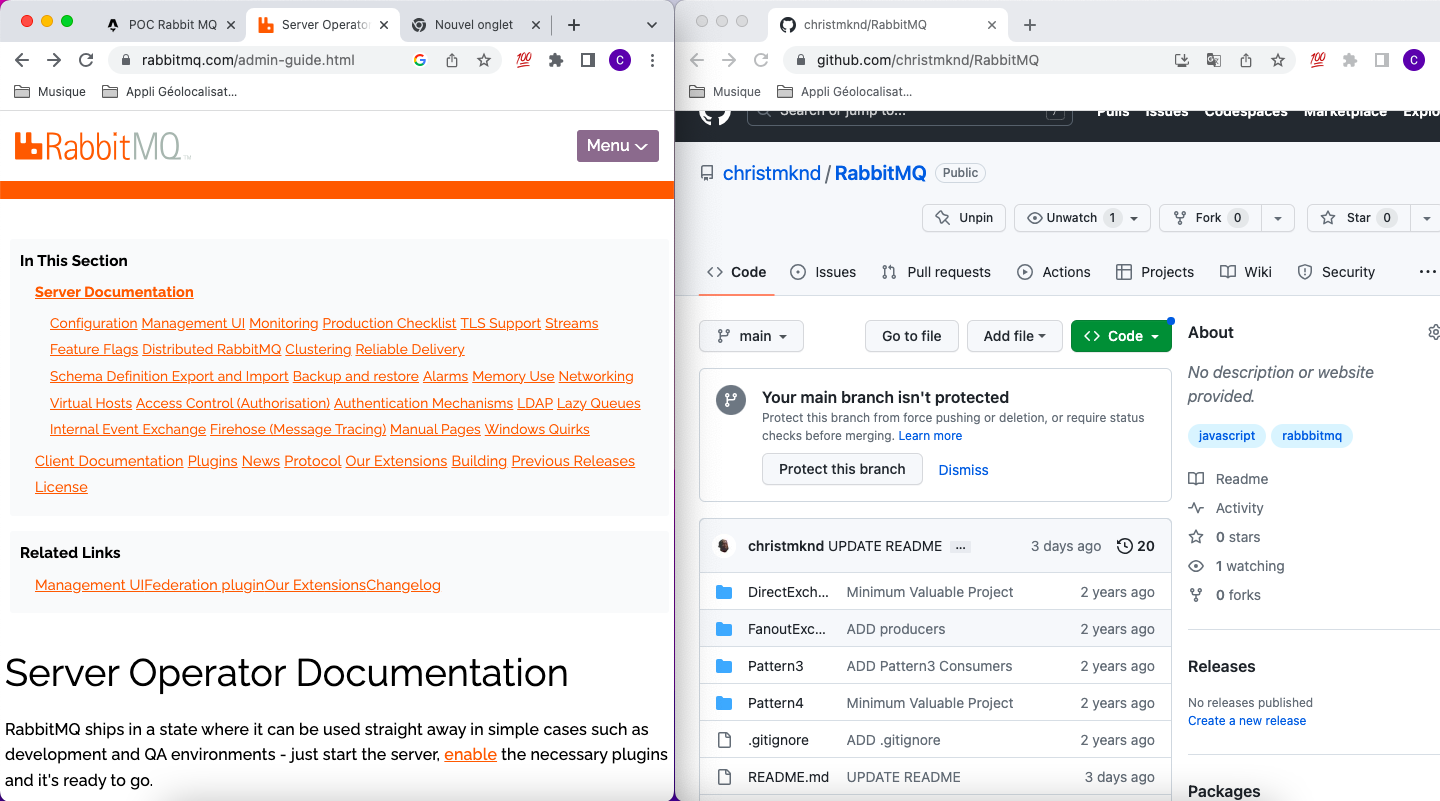 POC Rabbit MQ
Server Operator
Nouvel onglet
rabbitmq.com/admin-guide.html
Musique
Appli Géolocalisat...
RabbitMQ TM
Menu
In This Section
Server Documentation
Configuration Management UI Monitoring Production Checklist TLS Support Streams
Feature Flags Distributed RabbitMQ Clustering Reliable Delivery
Schema Definition Export and Import Backup and restore Alarms Memory Use Networking
Virtual Hosts Access Control (Authorisation) Authentication Mechanisms LDAP Lazy Queues
Internal Event Exchange Firehose (Message Tracing) Manual Pages Windows Quirks
Client Documentation Plugins News Protocol Our Extensions Building Previous Releases
License
Related Links
Management UIFederation pluginOur ExtensionsChangelog
Server Operator Documentation
RabbitMQ ships in a state where it can be used straight away in simple cases such as
development and QA environments - just start the server, enable the necessary plugins
and it's ready to go.
christmknd/RabbitMQ
github.com/christmknd/RabbitMQ
100
C
Musique
Appli Géolocalisat...
Search or jump to...
/
Pulls Issues Codespaces Marketplace Explo
christmknd / RabbitMQ Public
Unpin
Unwatch 1
Fork 0
Star 0
Code
Issues
Pull requests
Actions
Projects
Wiki
Security
...
main
Go to file
Add file
Code
Your main branch isn't protected
Protect this branch from force pushing or deletion, or require status
checks before merging. Learn more
Protect this branch
Dismiss
christmknd UPDATE README ... 3 days ago 20
DirectExch... Minimum Valuable Project 2 years ago
FanoutExc... ADD producers 2 years ago
Pattern3 ADD Pattern3 Consumers 2 years ago
Pattern4 Minimum Valuable Project 2 years ago
.gitignore ADD .gitignore 2 years ago
README.md UPDATE README 3 days ago
About
No description or website
provided.
javascript rabbbitmq
Readme
Activity
0 stars
1 watching
0 forks
Releases
No releases published
Create a new release
Packages